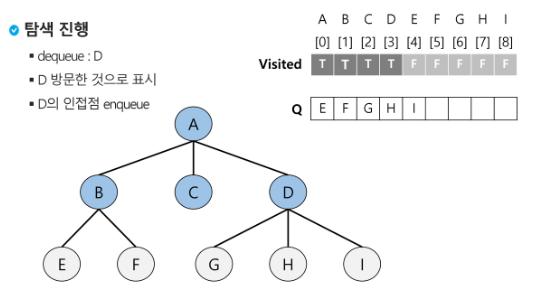 탐색 진행
dequeue : D
D 방문한 것으로 표시
D의 인접점 enqueue
A B C D E F G H I
[0] [1] [2] [3] [4] [5] [6] [7] [8]
Visited T T T T F F F F F
Q E F G H I
A
B C D
E F G H I